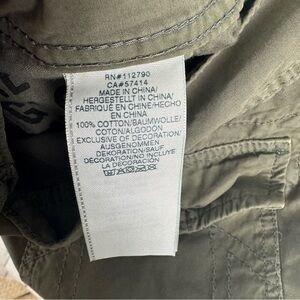 RN#112790
CA#57414
MADE IN CHINA/
HERGESTELLT IN CHINA/
FABRIQUÉ EN CHINE/HECHO
EN CHINA
100% COTTON/BAUMWOLLE/
COTON/ALGODÓN
EXCLUSIVE OF DECORATION/
AUSGENOMMEN
DEKORATION/SAUF
DÉCORATION/NO INCLUYE
LA DECORACIÓN